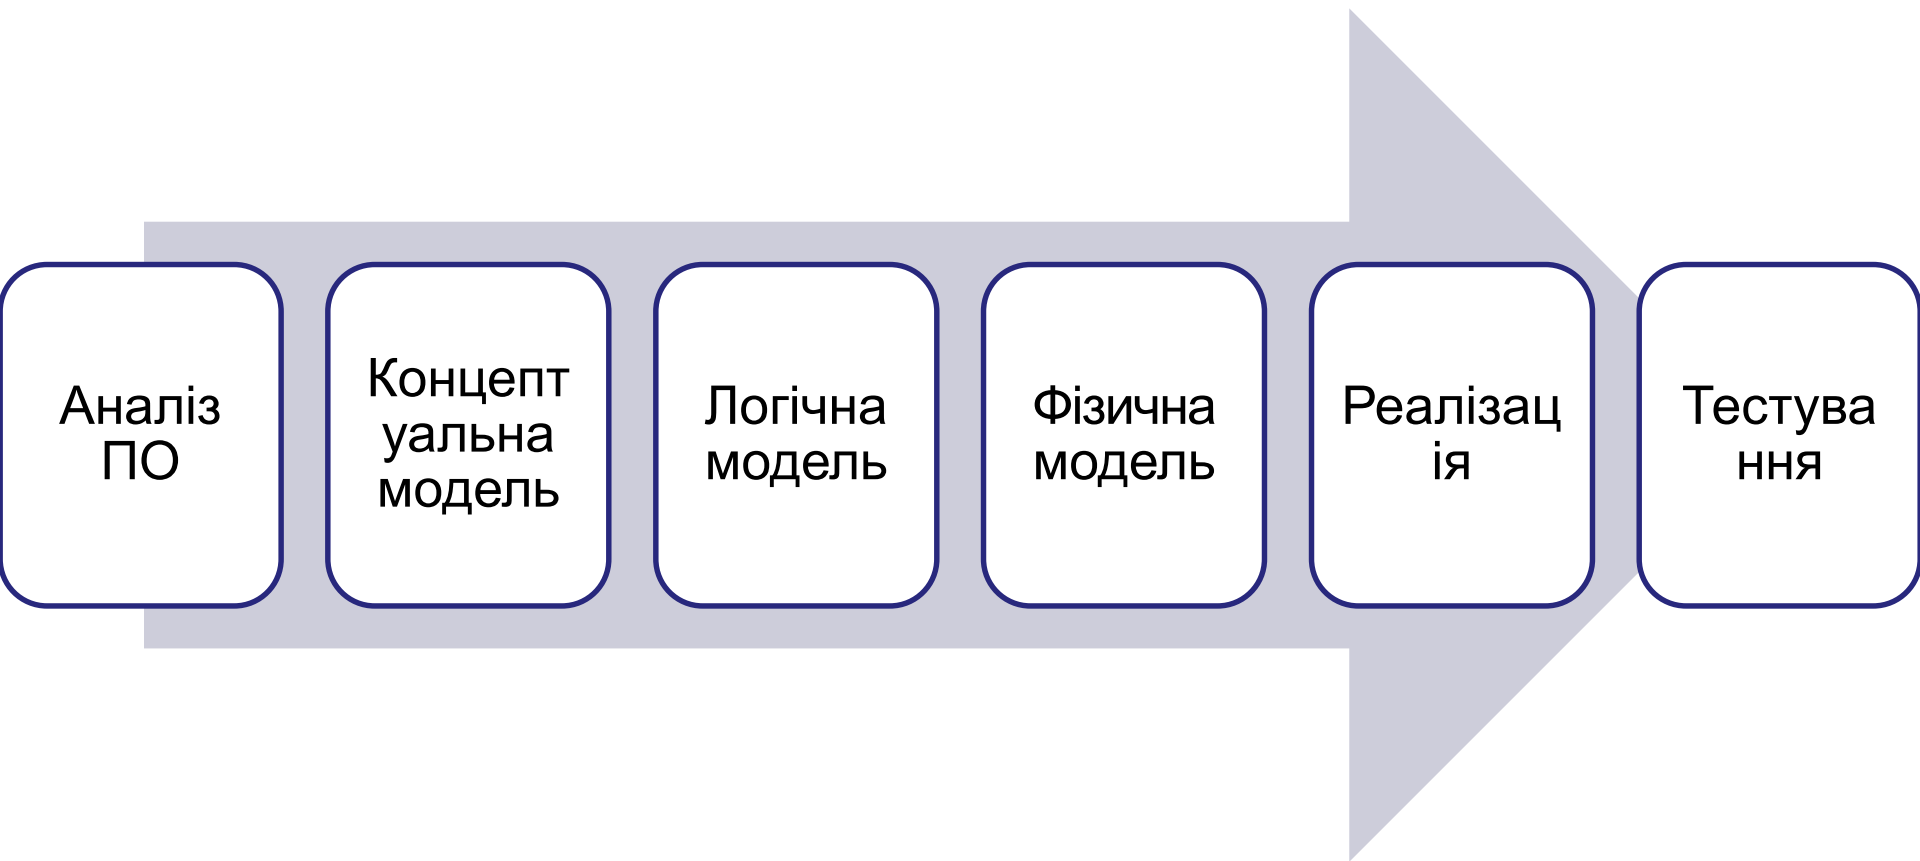 Аналіз
ПО
Концепт
уальна
модель
Логічна
модель
Фізична
модель
Реалізац
ія
Тестува
ння